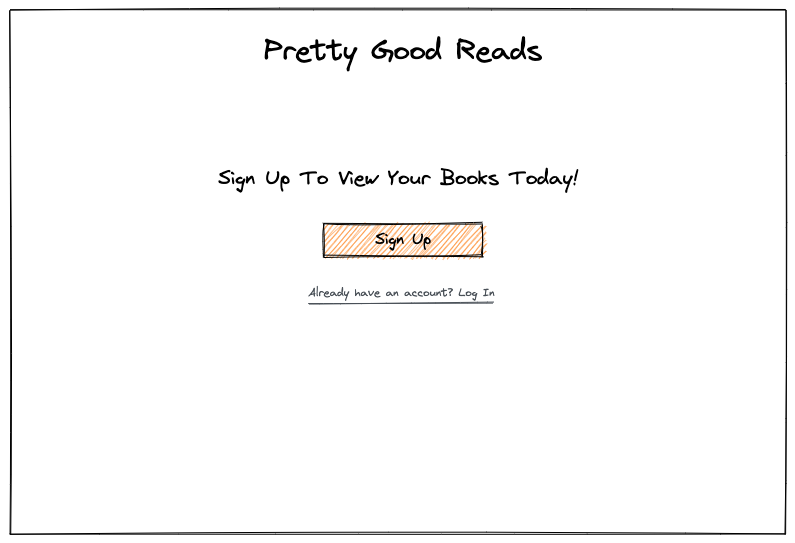 Pretty Good Reads
Sign Up To View Your Books Today!
Sign Up
Already have an account? Log In